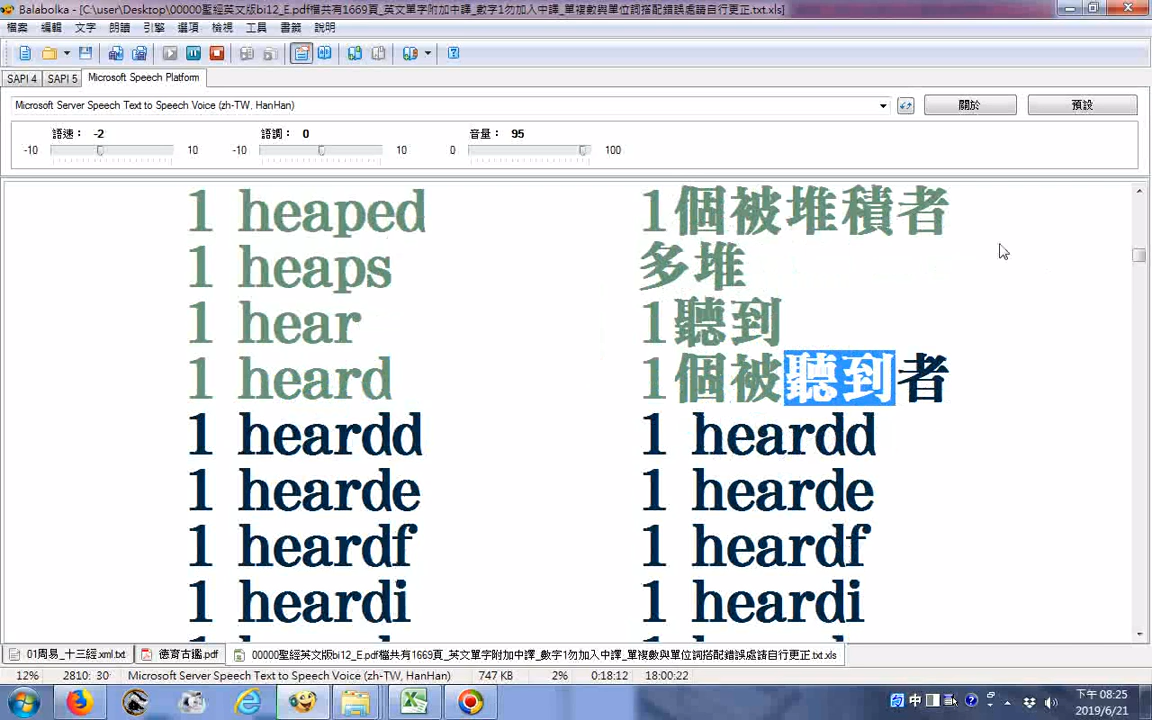 Balabolka - [C:\user\Desktop\00000聖經英文版bi12_E.pdf檔共有1669頁_英文單字附加中譯_數字1勿加入中譯_單複數與單位詞搭配錯誤處請自行更正.txt.xls]
檔案 編輯 文字 朗讀 引擎 選項 檢視 工具 書籤 說明
SAPI 4 SAPI 5 Microsoft Speech Platform
Microsoft Server Speech Text to Speech Voice (zh-TW, HanHan) 關於 預設
語速： -2 語調： 0 音量： 95
-10 10 -10 10 0 100
1 heaped 1個被堆積者
1 heaps 多堆
1 hear 1聽到
1 heard 1個被聽到者
1 heardd 1 heardd
1 hearde 1 hearde
1 heardf 1 heardf
1 heardi 1 heardi
01周易_十三經.xml.txt 德育古鑑.pdf 00000聖經英文版bi12_E.pdf檔共有1669頁_英文單字附加中譯_數字1勿加入中譯_單複數與單位詞搭配錯誤處請自行更正.txt.xls
12% 2810: 30 Microsoft Server Speech Text to Speech Voice (zh-TW, HanHan) 747 KB 2% 0:18:12 18:00:22
中 下午 08:25
2019/6/21